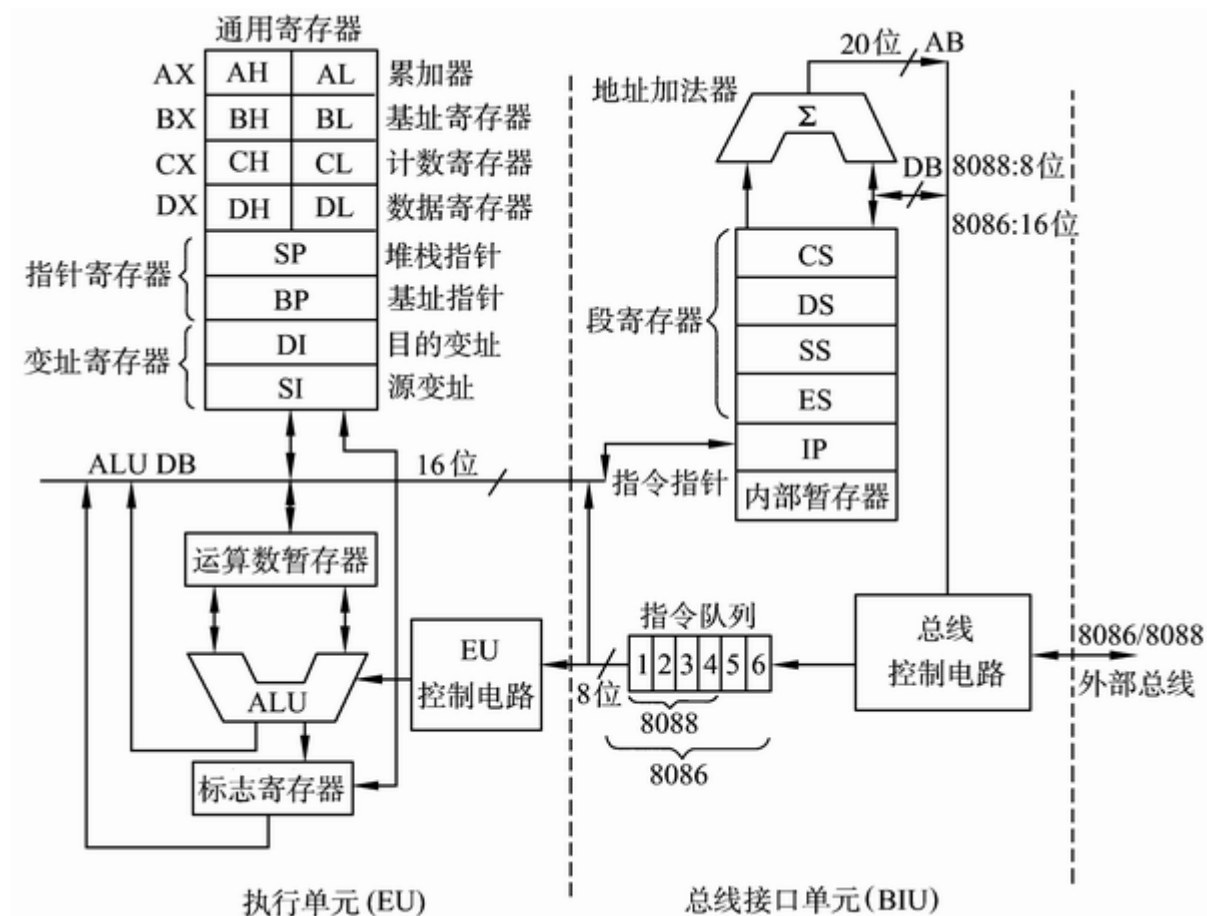 通用寄存器
AX AH AL 累加器
BX BH BL 基址寄存器
CX CH CL 计数寄存器
DX DH DL 数据寄存器
指针寄存器
SP 堆栈指针
BP 基址指针
变址寄存器
DI 目的变址
SI 源变址
ALU DB
16位
运算数暂存器
ALU
标志寄存器
EU
控制电路
执行单元(EU)
20位
AB
地址加法器
Σ
DB
8088:8位
8086:16位
段寄存器
CS
DS
SS
ES
IP
指令指针
内部暂存器
指令队列
1 2 3 4 5 6
8位
8088
8086
总线
控制电路
8086/8088
外部总线
总线接口单元(BIU)